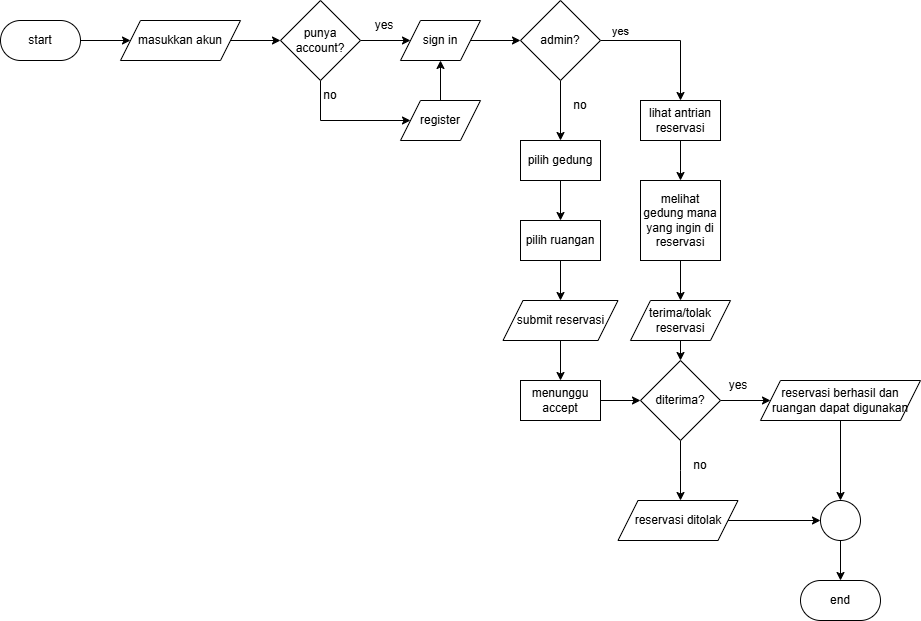 start
masukkan akun
punya
account?
yes
sign in
admin?
yes
no
register
no
lihat antrian
reservasi
pilih gedung
melihat
gedung mana
yang ingin di
reservasi
pilih ruangan
submit reservasi
terima/tolak
reservasi
menunggu
accept
diterima?
yes
reservasi berhasil dan
ruangan dapat digunakan
no
reservasi ditolak
end